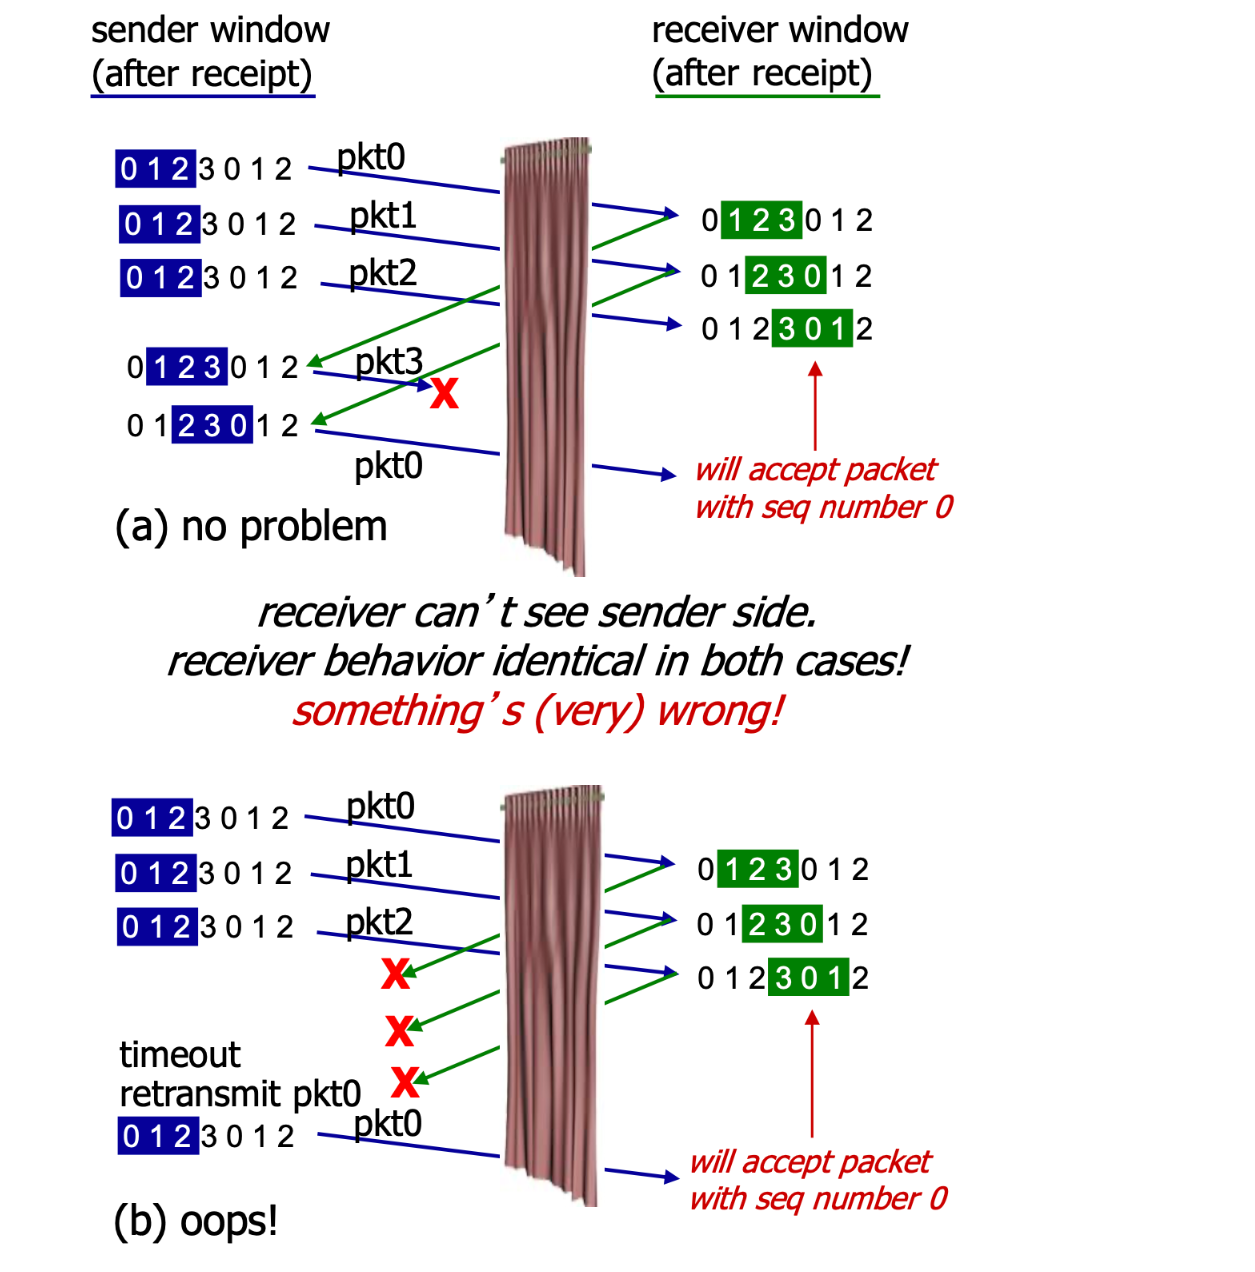 sender window
(after receipt)
receiver window
(after receipt)
0 1 2 3 0 1 2
pkt0
0 1 2 3 0 1 2
pkt1
0 1 2 3 0 1 2
pkt2
0 1 2 3 0 1 2
0 1 2 3 0 1 2
0 1 2 3 0 1 2
0 1 2 3 0 1 2
pkt3
X
0 1 2 3 0 1 2
pkt0
will accept packet
with seq number 0
(a) no problem
receiver can’t see sender side.
receiver behavior identical in both cases!
something’s (very) wrong!
0 1 2 3 0 1 2
pkt0
0 1 2 3 0 1 2
pkt1
0 1 2 3 0 1 2
pkt2
0 1 2 3 0 1 2
0 1 2 3 0 1 2
0 1 2 3 0 1 2
X
X
X
timeout
retransmit pkt0
0 1 2 3 0 1 2
pkt0
will accept packet
with seq number 0
(b) oops!